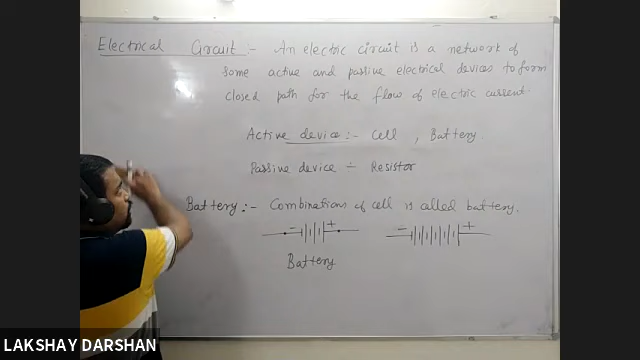 Electrical Circuit :- An electric circuit is a network of
some active and passive electrical devices to form
closed path for the flow of electric current.
Active device :- Cell , Battery
Passive device ÷ Resistor
Battery :- Combinations of cell is called battery.
- + - +
Battery
LAKSHAY DARSHAN